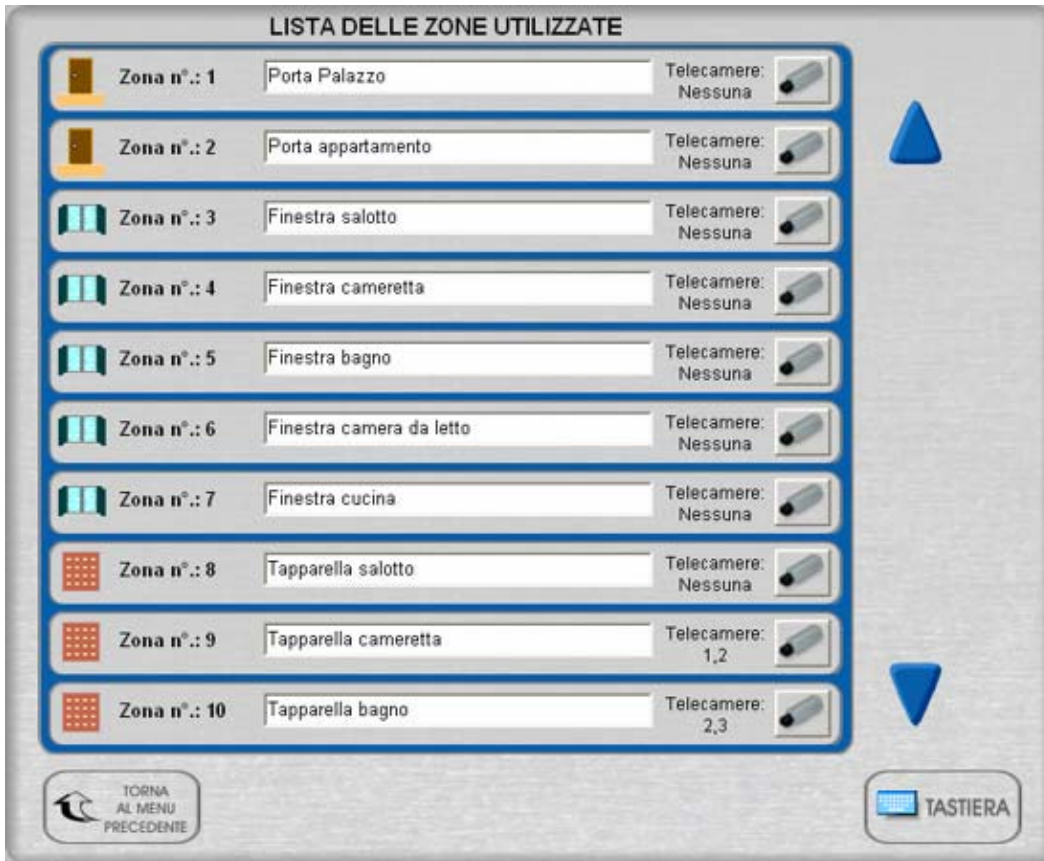 LISTA DELLE ZONE UTILIZZATE
Zona n°.: 1 Porta Palazzo Telecamere:
Nessuna
Zona n°.: 2 Porta appartamento Telecamere:
Nessuna
Zona n°.: 3 Finestra salotto Telecamere:
Nessuna
Zona n°.: 4 Finestra cameretta Telecamere:
Nessuna
Zona n°.: 5 Finestra bagno Telecamere:
Nessuna
Zona n°.: 6 Finestra camera da letto Telecamere:
Nessuna
Zona n°.: 7 Finestra cucina Telecamere:
Nessuna
Zona n°.: 8 Tapparella salotto Telecamere:
Nessuna
Zona n°.: 9 Tapparella cameretta Telecamere:
1,2
Zona n°.: 10 Tapparella bagno Telecamere:
2,3
TORNA
AL MENU
PRECEDENTE
TASTIERA